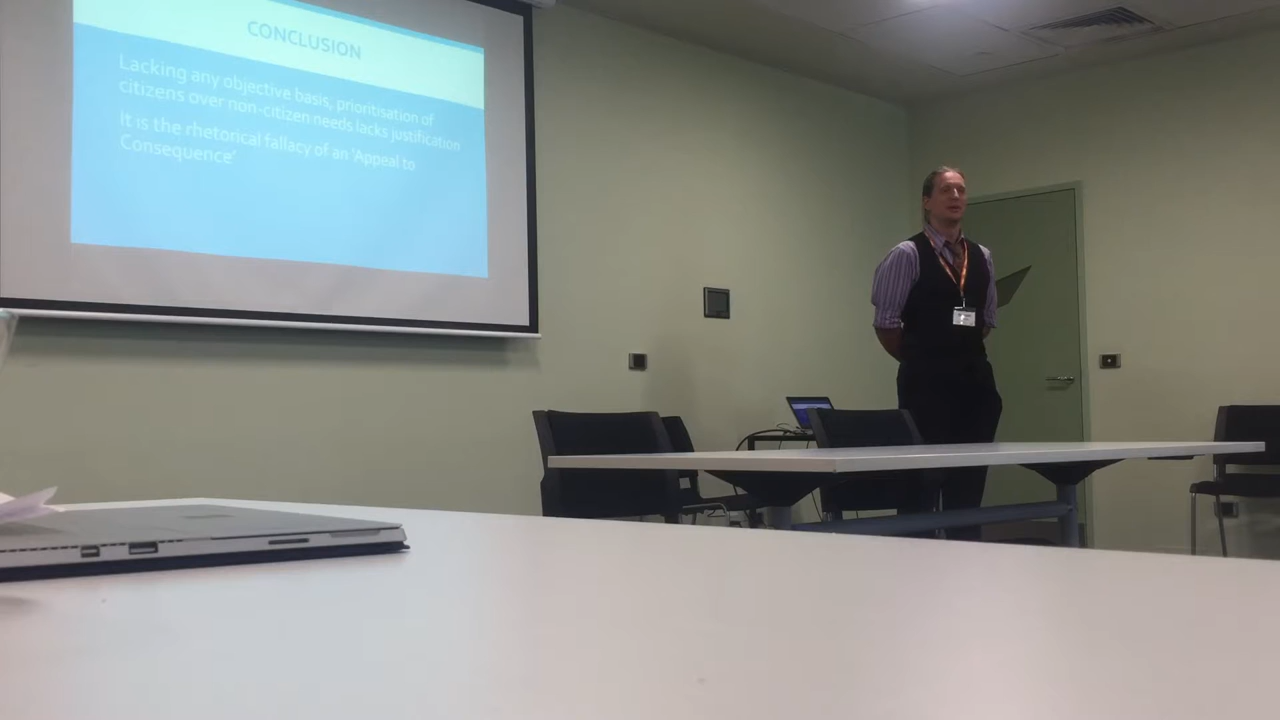 CONCLUSION
Lacking any objective basis, prioritisation of
citizens over non-citizen needs lacks justification
It is the rhetorical fallacy of an 'Appeal to
Consequence'